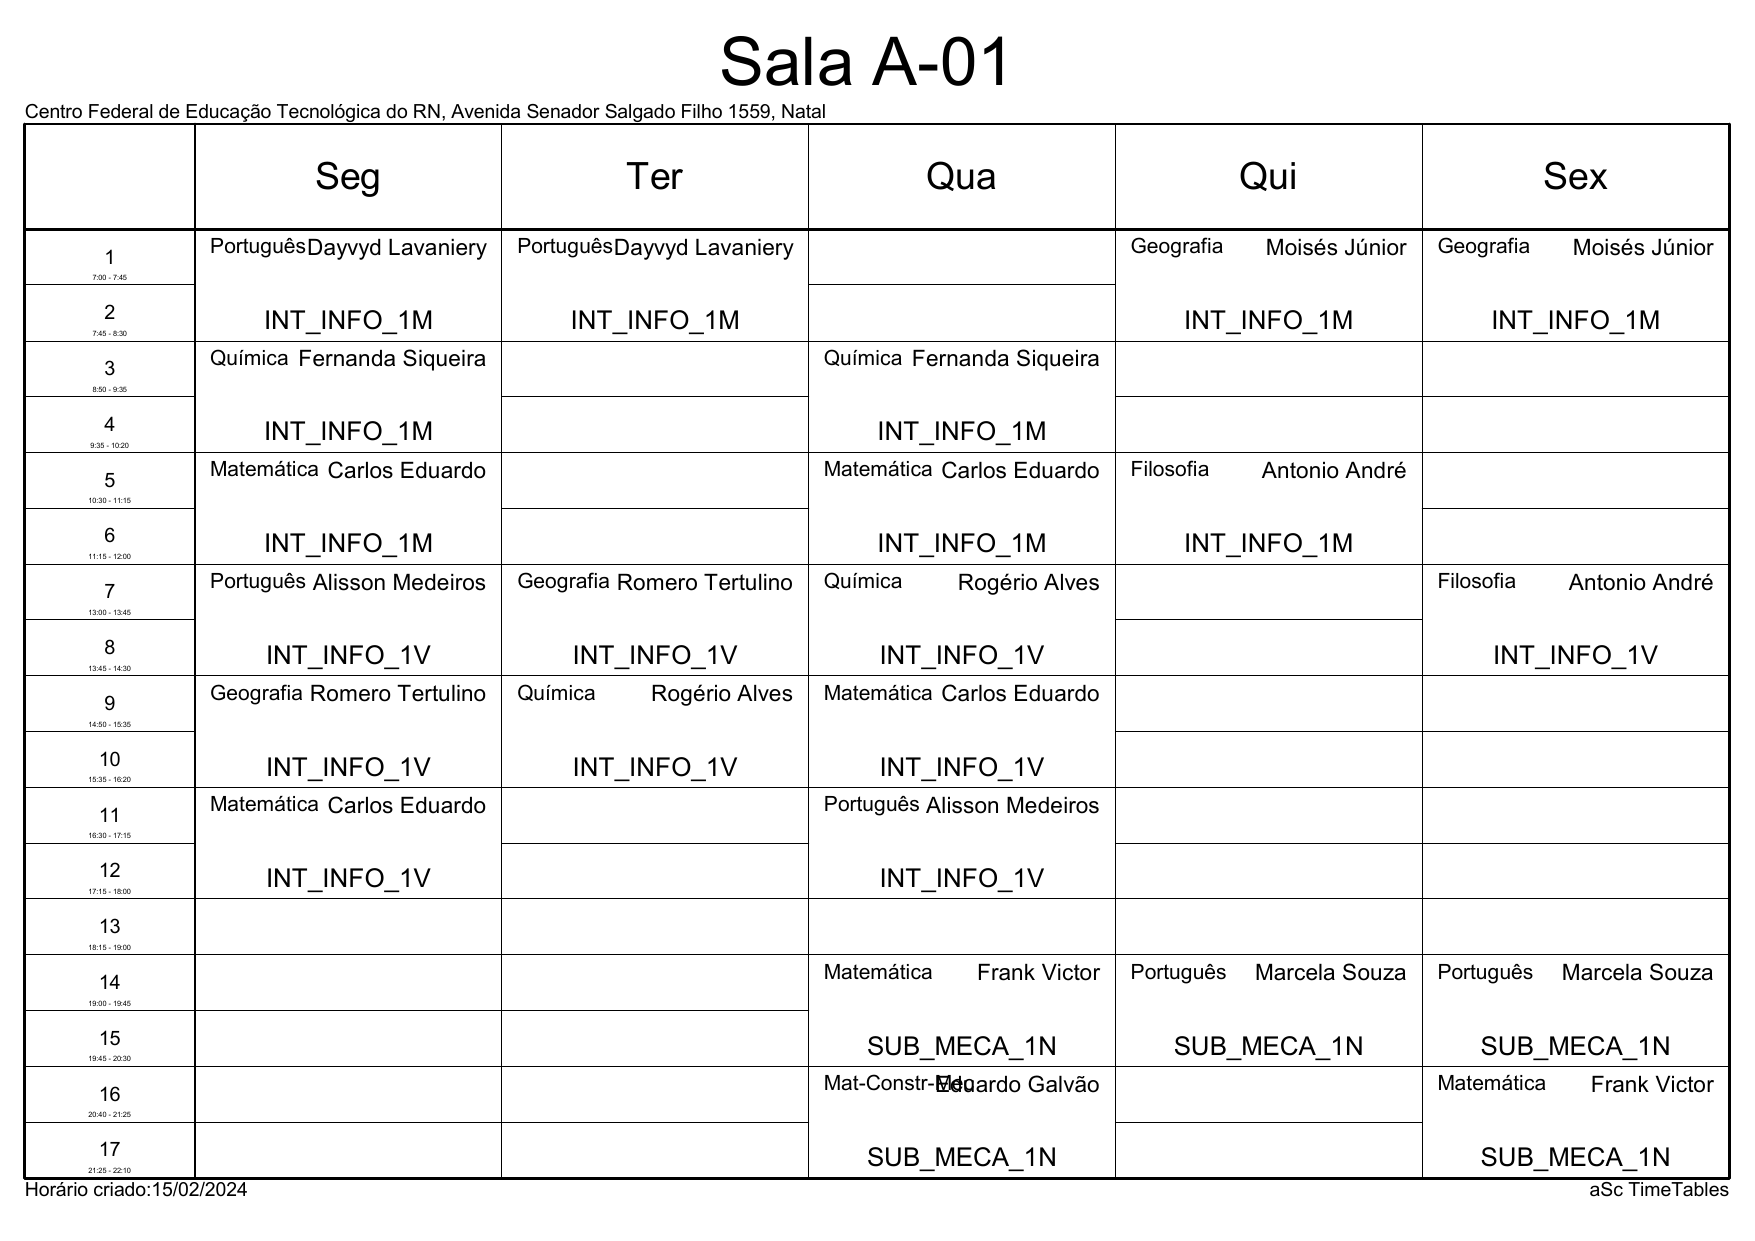 Sala A-01
Centro Federal de Educação Tecnológica do RN, Avenida Senador Salgado Filho 1559, Natal
Seg Ter Qua Qui Sex
1
7:00 - 7:45
Português Dayvyd Lavaniery Português Dayvyd Lavaniery Geografia Moisés Júnior Geografia Moisés Júnior
2
7:45 - 8:30
INT_INFO_1M INT_INFO_1M INT_INFO_1M INT_INFO_1M
3
8:50 - 9:35
Química Fernanda Siqueira Química Fernanda Siqueira
4
9:35 - 10:20
INT_INFO_1M INT_INFO_1M
5
10:30 - 11:15
Matemática Carlos Eduardo Matemática Carlos Eduardo Filosofia Antonio André
6
11:15 - 12:00
INT_INFO_1M INT_INFO_1M INT_INFO_1M
7
13:00 - 13:45
Português Alisson Medeiros Geografia Romero Tertulino Química Rogério Alves Filosofia Antonio André
8
13:45 - 14:30
INT_INFO_1V INT_INFO_1V INT_INFO_1V INT_INFO_1V
9
14:50 - 15:35
Geografia Romero Tertulino Química Rogério Alves Matemática Carlos Eduardo
10
15:35 - 16:20
INT_INFO_1V INT_INFO_1V INT_INFO_1V
11
16:30 - 17:15
Matemática Carlos Eduardo Português Alisson Medeiros
12
17:15 - 18:00
INT_INFO_1V INT_INFO_1V
13
18:15 - 19:00
14
19:00 - 19:45
Matemática Frank Victor Português Marcela Souza Português Marcela Souza
15
19:45 - 20:30
SUB_MECA_1N SUB_MECA_1N SUB_MECA_1N
16
20:40 - 21:25
Mat-Constr-Mec Eduardo Galvão Matemática Frank Victor
17
21:25 - 22:10
SUB_MECA_1N SUB_MECA_1N
Horário criado:15/02/2024 aSc TimeTables